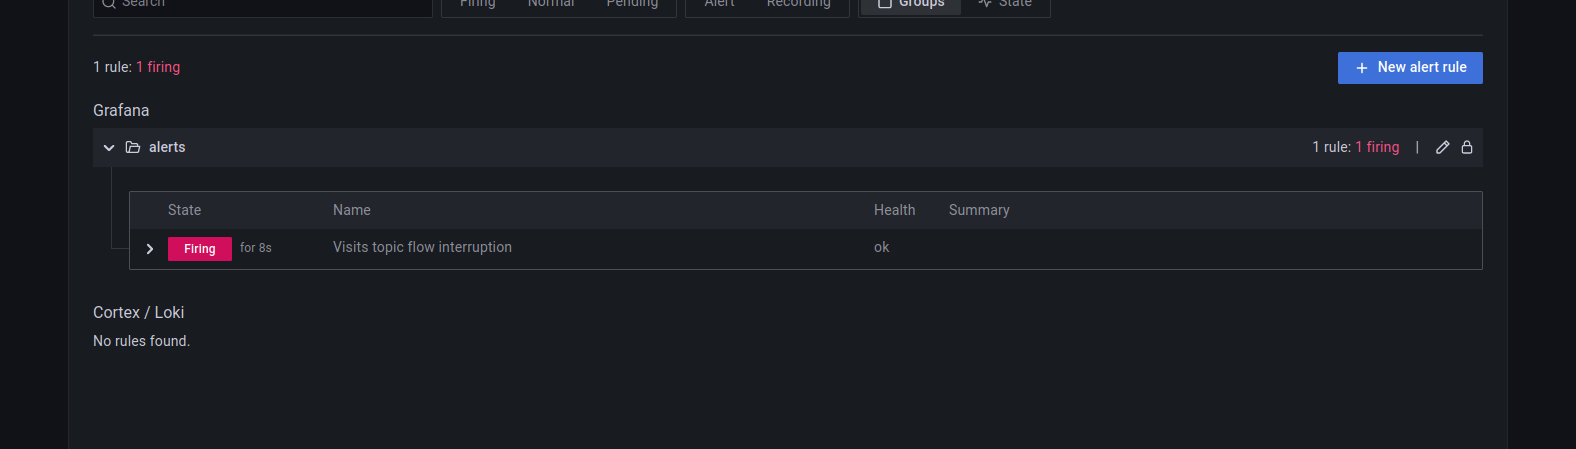 Search Firing Normal Pending Alert Recording Groups State
1 rule: 1 firing
+ New alert rule
Grafana
alerts 1 rule: 1 firing |
State Name Health Summary
Firing for 8s Visits topic flow interruption ok
Cortex / Loki
No rules found.